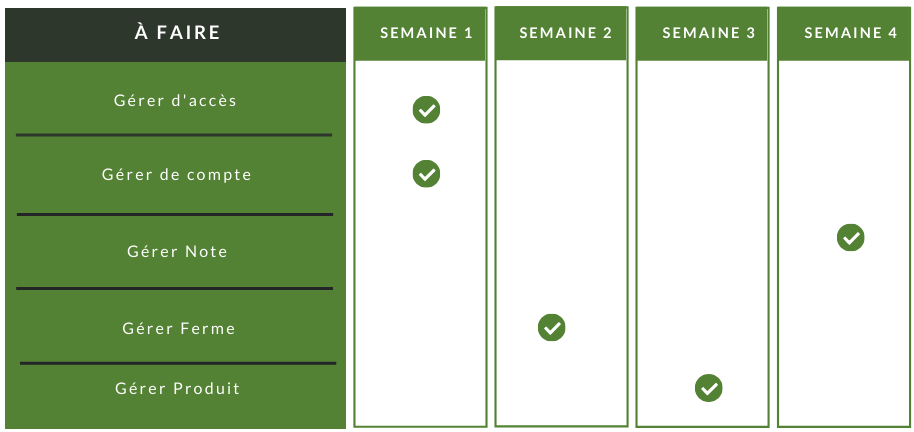 À FAIRE
SEMAINE 1
SEMAINE 2
SEMAINE 3
SEMAINE 4
Gérer d'accès
Gérer de compte
Gérer Note
Gérer Ferme
Gérer Produit